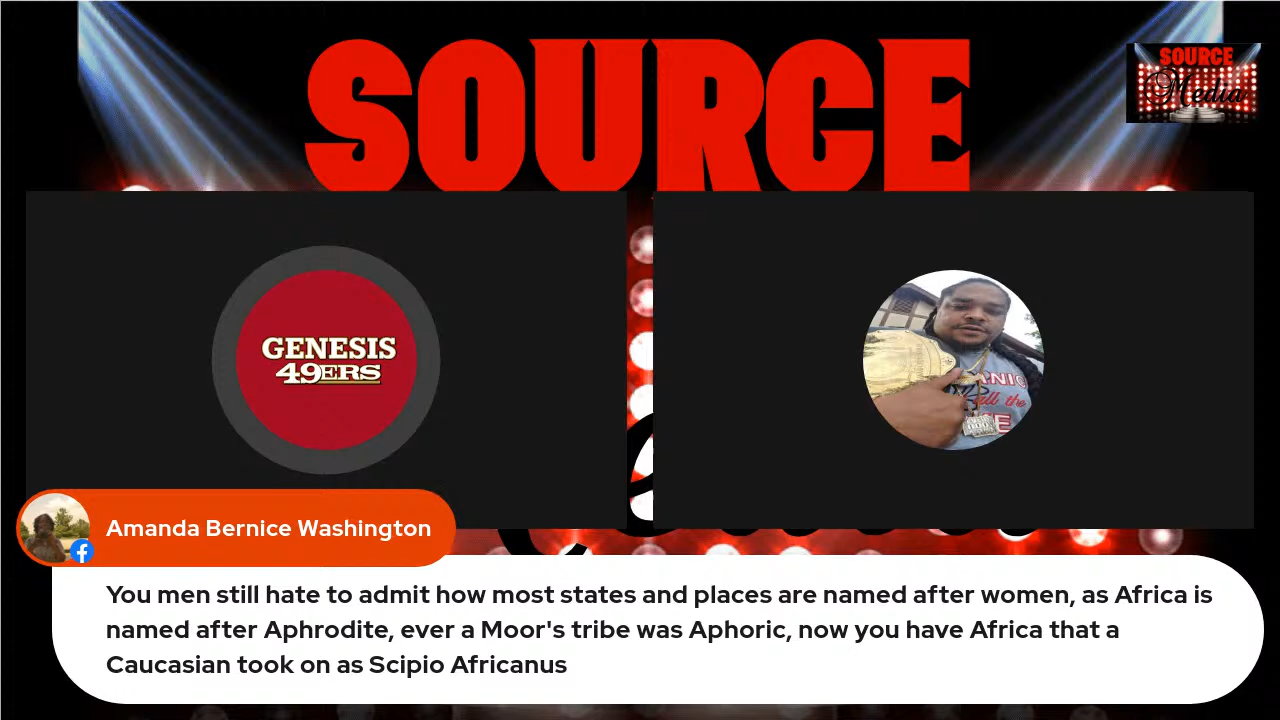 SOURCE
SOURCE
Media
GENESIS
49ERS
all the
Amanda Bernice Washington
You men still hate to admit how most states and places are named after women, as Africa is
named after Aphrodite, ever a Moor's tribe was Aphoric, now you have Africa that a
Caucasian took on as Scipio Africanus